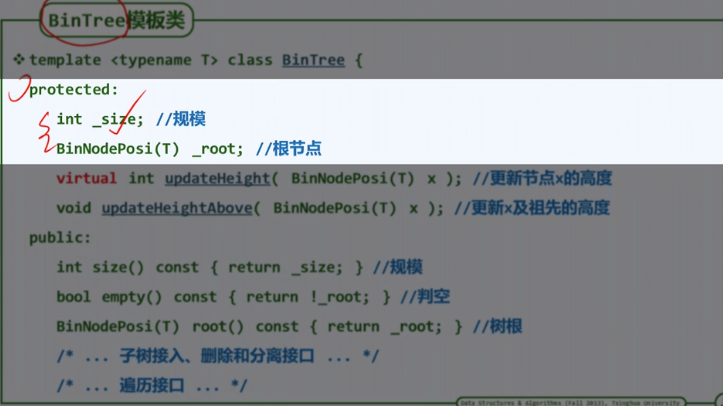 BinTree模板类
❖ template <typename T> class BinTree {
protected:
int _size; //规模
BinNodePosi(T) _root; //根节点
virtual int updateHeight( BinNodePosi(T) x ); //更新节点x的高度
void updateHeightAbove( BinNodePosi(T) x ); //更新x及祖先的高度
public:
int size() const { return _size; } //规模
bool empty() const { return !_root; } //判空
BinNodePosi(T) root() const { return _root; } //树根
/* ... 子树接入、删除和分离接口 ... */
/* ... 遍历接口 ... */
Data Structures & Algorithms (Fall 2013), Tsinghua University